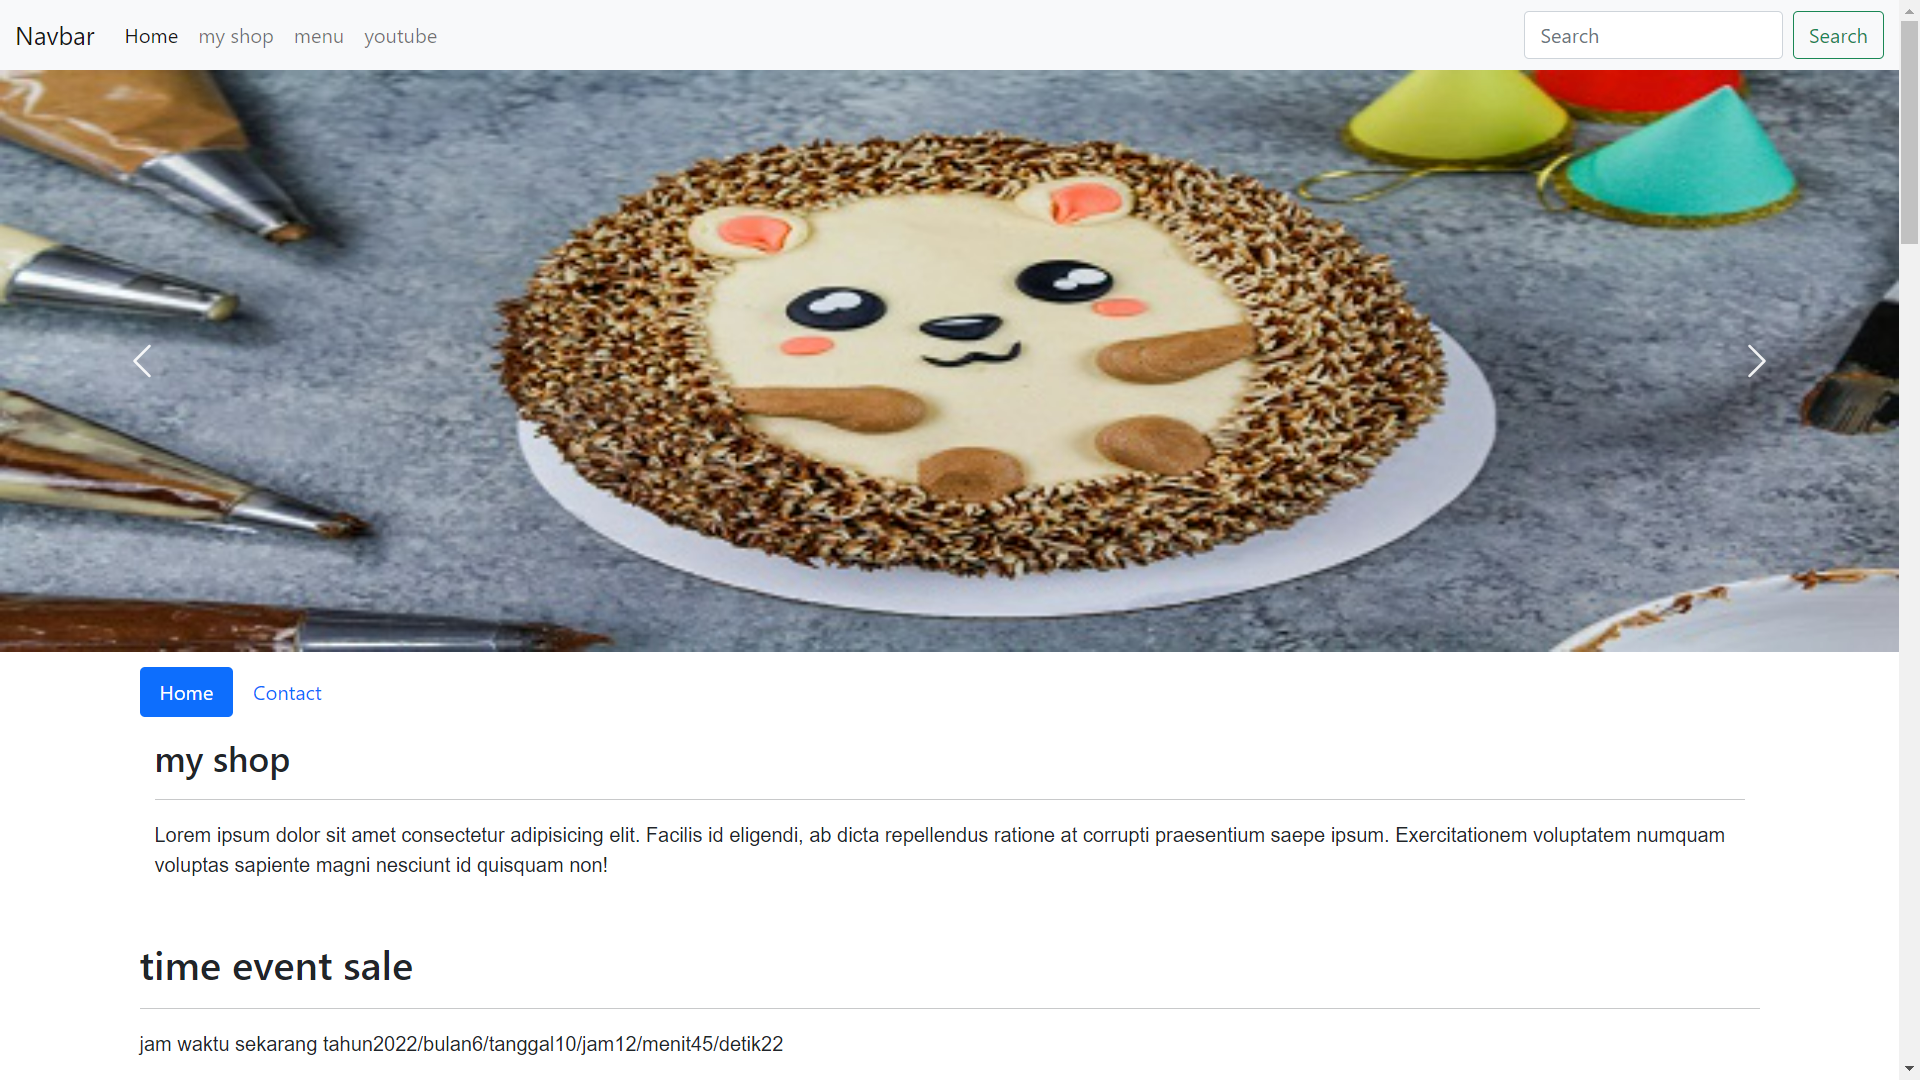 Navbar Home my shop menu youtube Search Search
Home Contact
my shop
Lorem ipsum dolor sit amet consectetur adipisicing elit. Facilis id eligendi, ab dicta repellendus ratione at corrupti praesentium saepe ipsum. Exercitationem voluptatem numquam
voluptas sapiente magni nesciunt id quisquam non!
time event sale
jam waktu sekarang tahun2022/bulan6/tanggal10/jam12/menit45/detik22